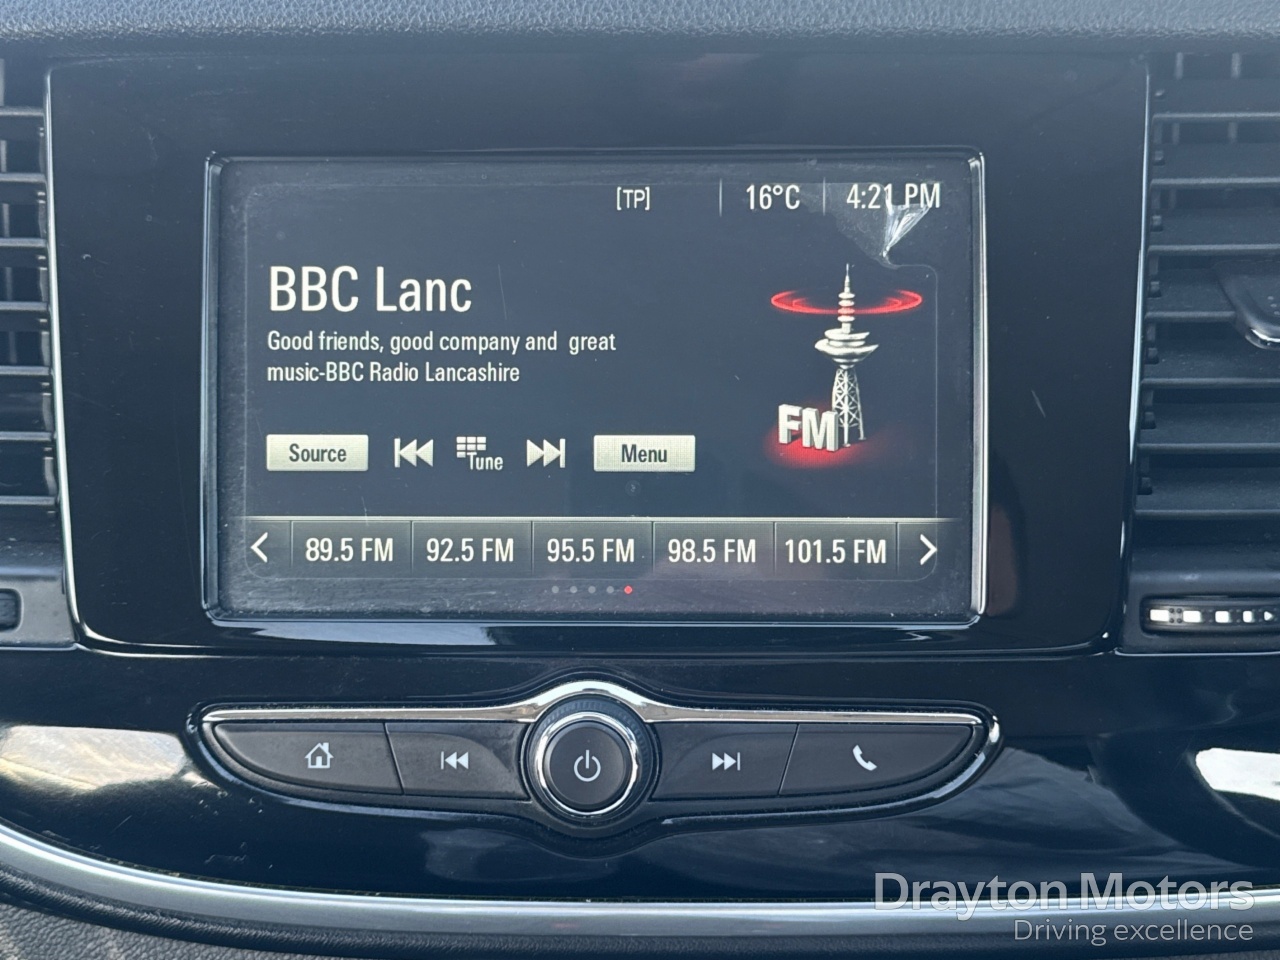 [TP] 16°C 4:21 PM
BBC Lanc
Good friends, good company and great
music-BBC Radio Lancashire
Source Tune Menu
FM
89.5 FM 92.5 FM 95.5 FM 98.5 FM 101.5 FM
Drayton Motors
Driving excellence